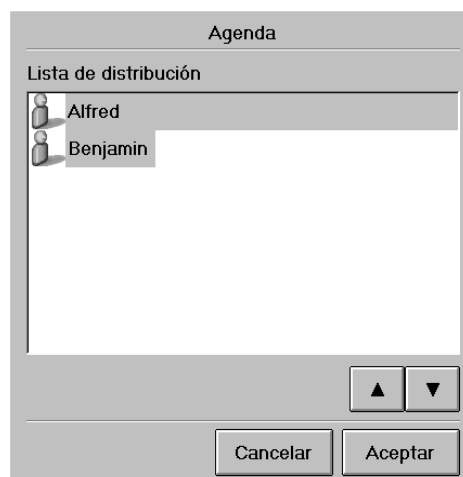 Agenda
Lista de distribución
Alfred
Benjamin
Cancelar Aceptar